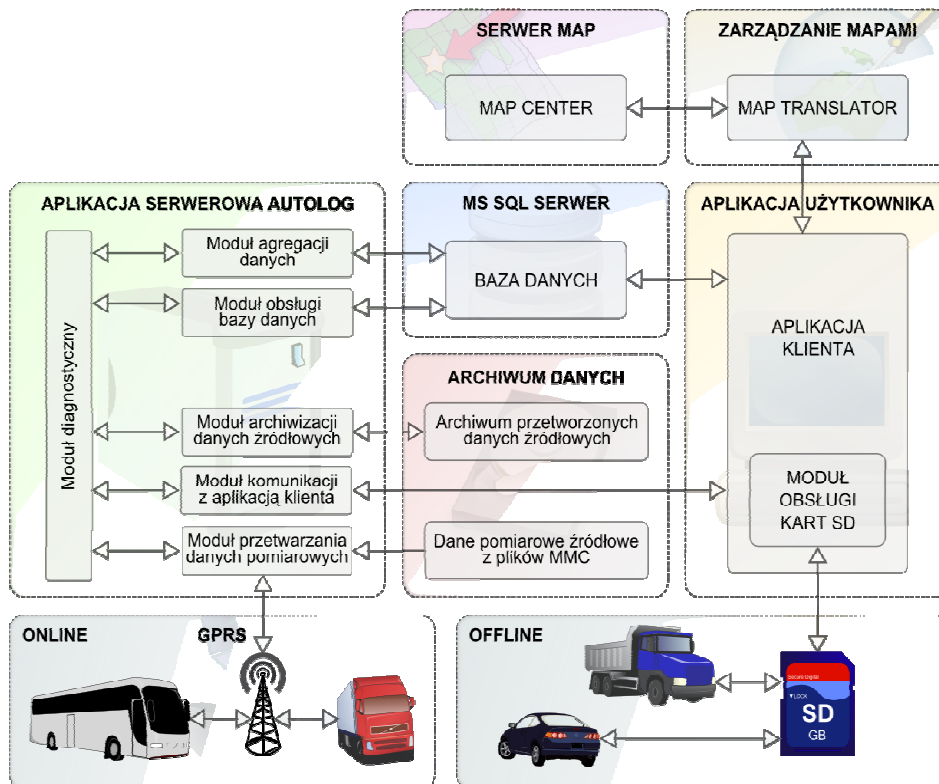 SERWER MAP
ZARZĄDZANIE MAPAMI
MAP CENTER
MAP TRANSLATOR
APLIKACJA SERWEROWA AUTOLOG
MS SQL SERWER
APLIKACJA UŻYTKOWNIKA
Moduł diagnostyczny
Moduł agregacji
danych
Moduł obsługi
bazy danych
BAZA DANYCH
APLIKACJA
KLIENTA
ARCHIWUM DANYCH
Moduł archiwizacji
danych źródłowych
Archiwum przetworzonych
danych źródłowych
Moduł komunikacji
z aplikacją klienta
MODUŁ
OBSŁUGI
KART SD
Moduł przetwarzania
danych pomiarowych
Dane pomiarowe źródłowe
z plików MMC
ONLINE
GPRS
OFFLINE
Secure Digital
▼LOCK
SD
GB